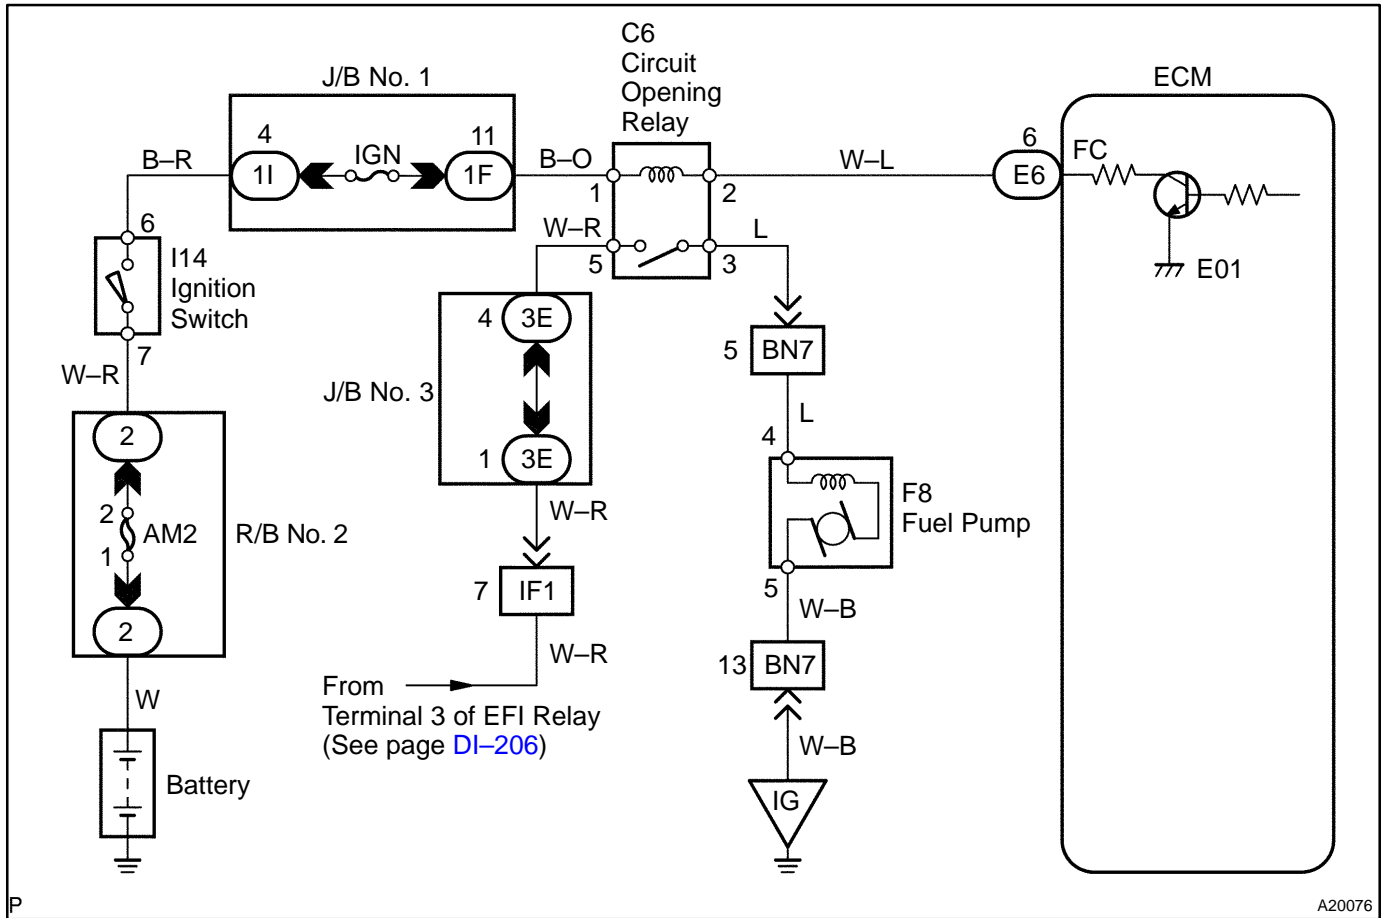 C6
Circuit
Opening
Relay
J/B No. 1
ECM
4
11
6
IGN
FC
B–R
1I
1F
B–O
W–L
E6
1
2
6
W–R
L
5
3
I14
Ignition
Switch
E01
7
4
3E
5
BN7
W–R
J/B No. 3
L
2
4
1
3E
2
AM2
R/B No. 2
1
W–R
F8
Fuel Pump
7
IF1
5
W–B
2
W–R
13
BN7
W
From
Terminal 3 of EFI Relay
(See page DI–206)
W–B
Battery
IG
P
A20076